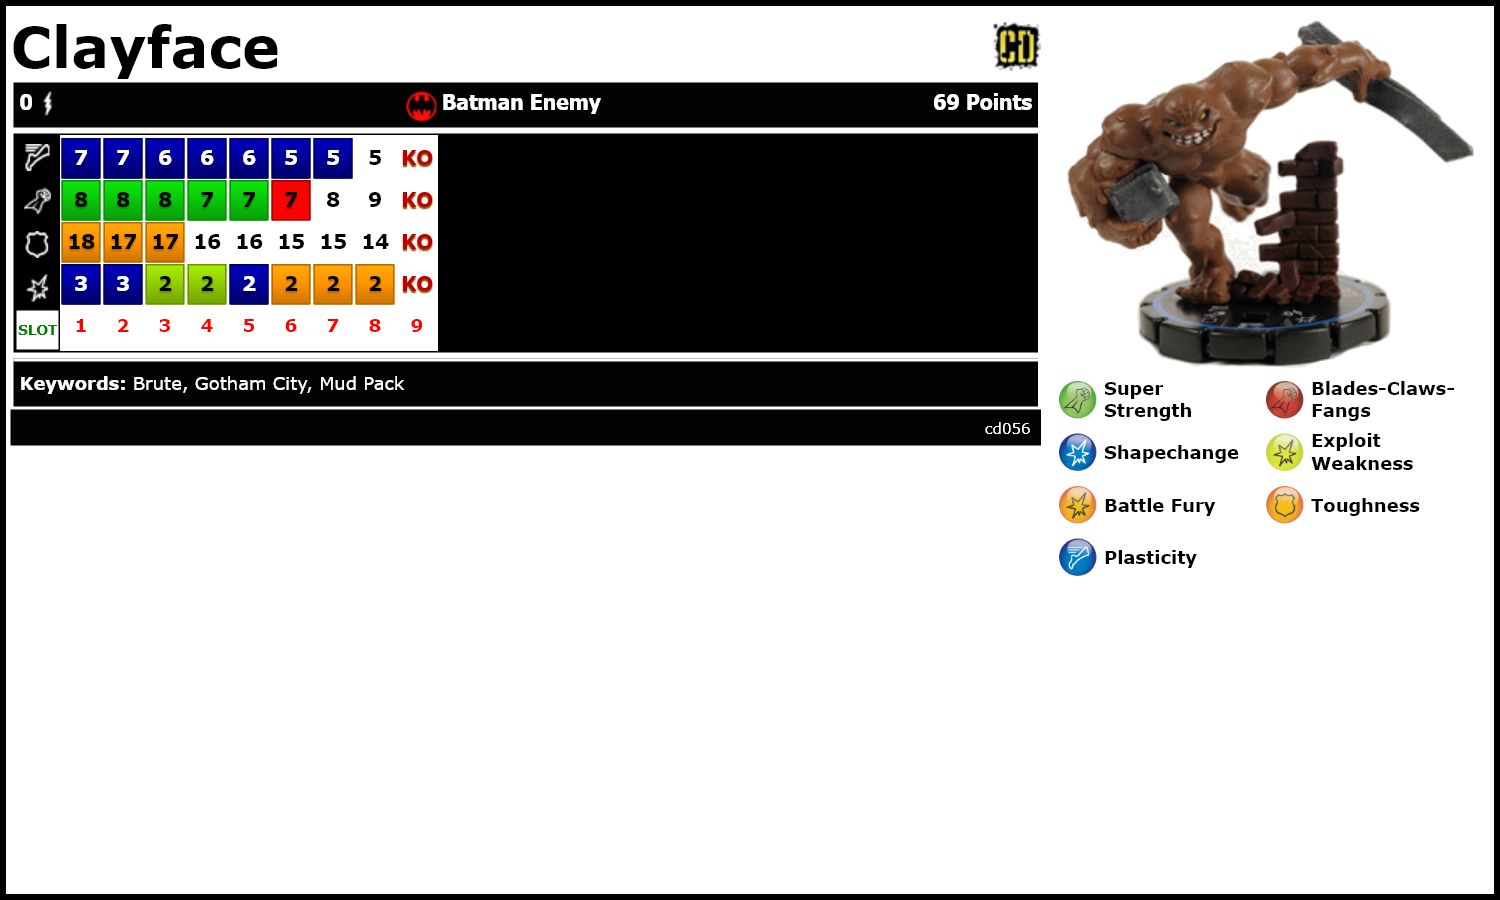 Clayface
CD
0 Batman Enemy 69 Points
7 7 6 6 6 5 5 5 KO
8 8 8 7 7 7 8 9 KO
18 17 17 16 16 15 15 14 KO
3 3 2 2 2 2 2 2 KO
SLOT 1 2 3 4 5 6 7 8 9
Keywords: Brute, Gotham City, Mud Pack
cd056
Super
Strength
Blades-Claws-
Fangs
Shapechange
Exploit
Weakness
Battle Fury
Toughness
Plasticity